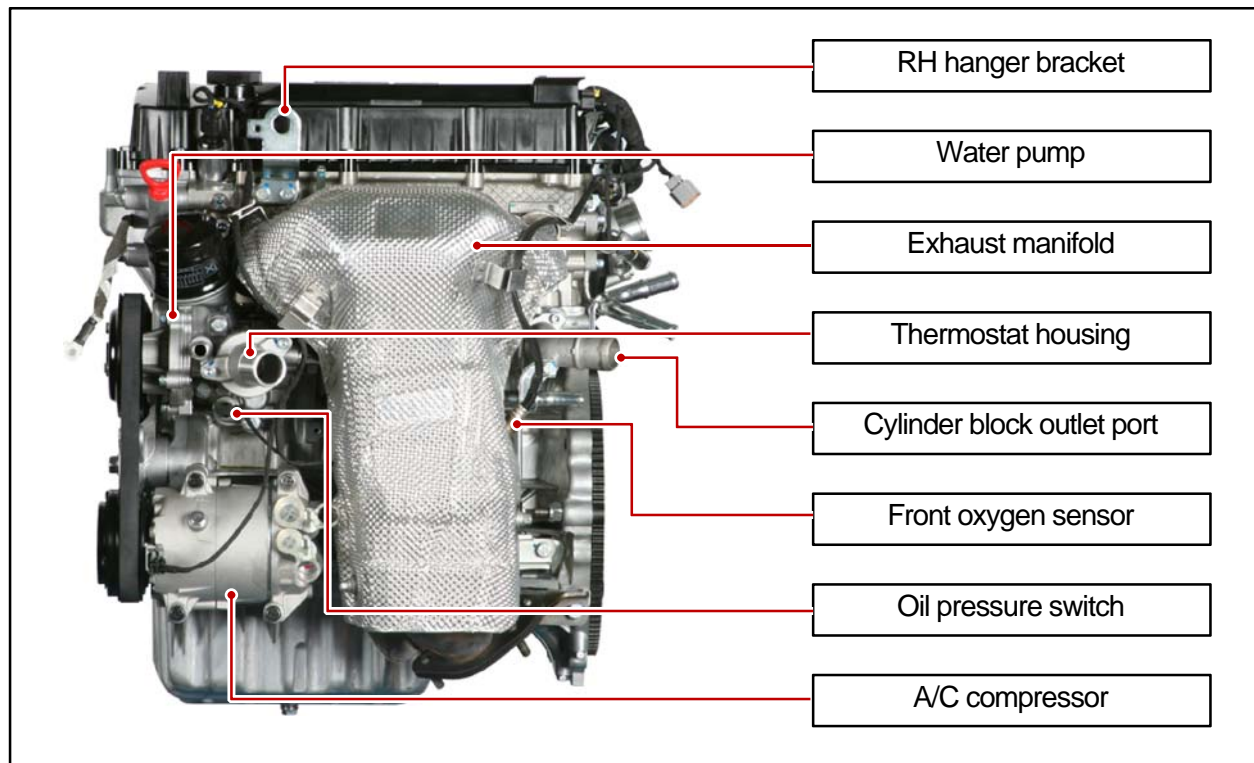 RH hanger bracket
Water pump
Exhaust manifold
Thermostat housing
Cylinder block outlet port
Front oxygen sensor
Oil pressure switch
A/C compressor